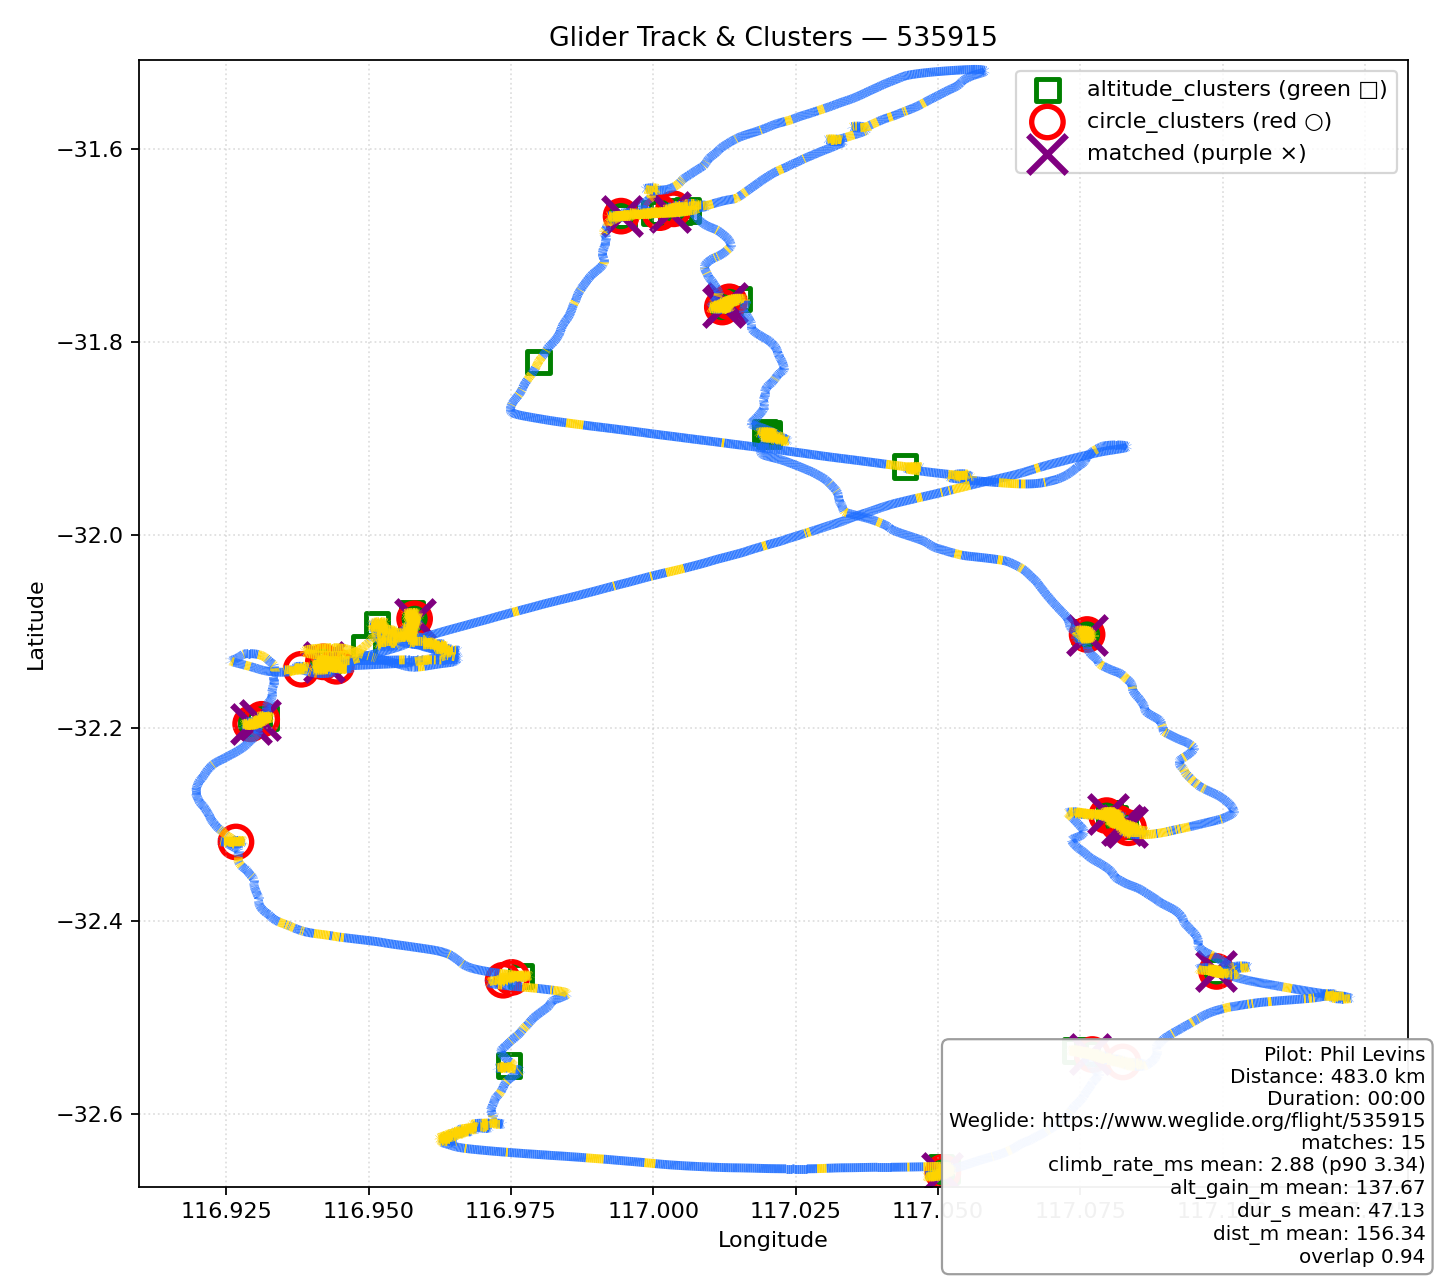 Glider Track & Clusters — 535915
altitude_clusters (green □)
circle_clusters (red ○)
matched (purple ×)
−31.6
−31.8
−32.0
−32.2
−32.4
−32.6
Latitude
116.925
116.950
116.975
117.000
117.025
117.050
117.075
Longitude
Pilot: Phil Levins
Distance: 483.0 km
Duration: 00:00
Weglide: https://www.weglide.org/flight/535915
matches: 15
climb_rate_ms mean: 2.88 (p90 3.34)
alt_gain_m mean: 137.67
dur_s mean: 47.13
dist_m mean: 156.34
overlap 0.94